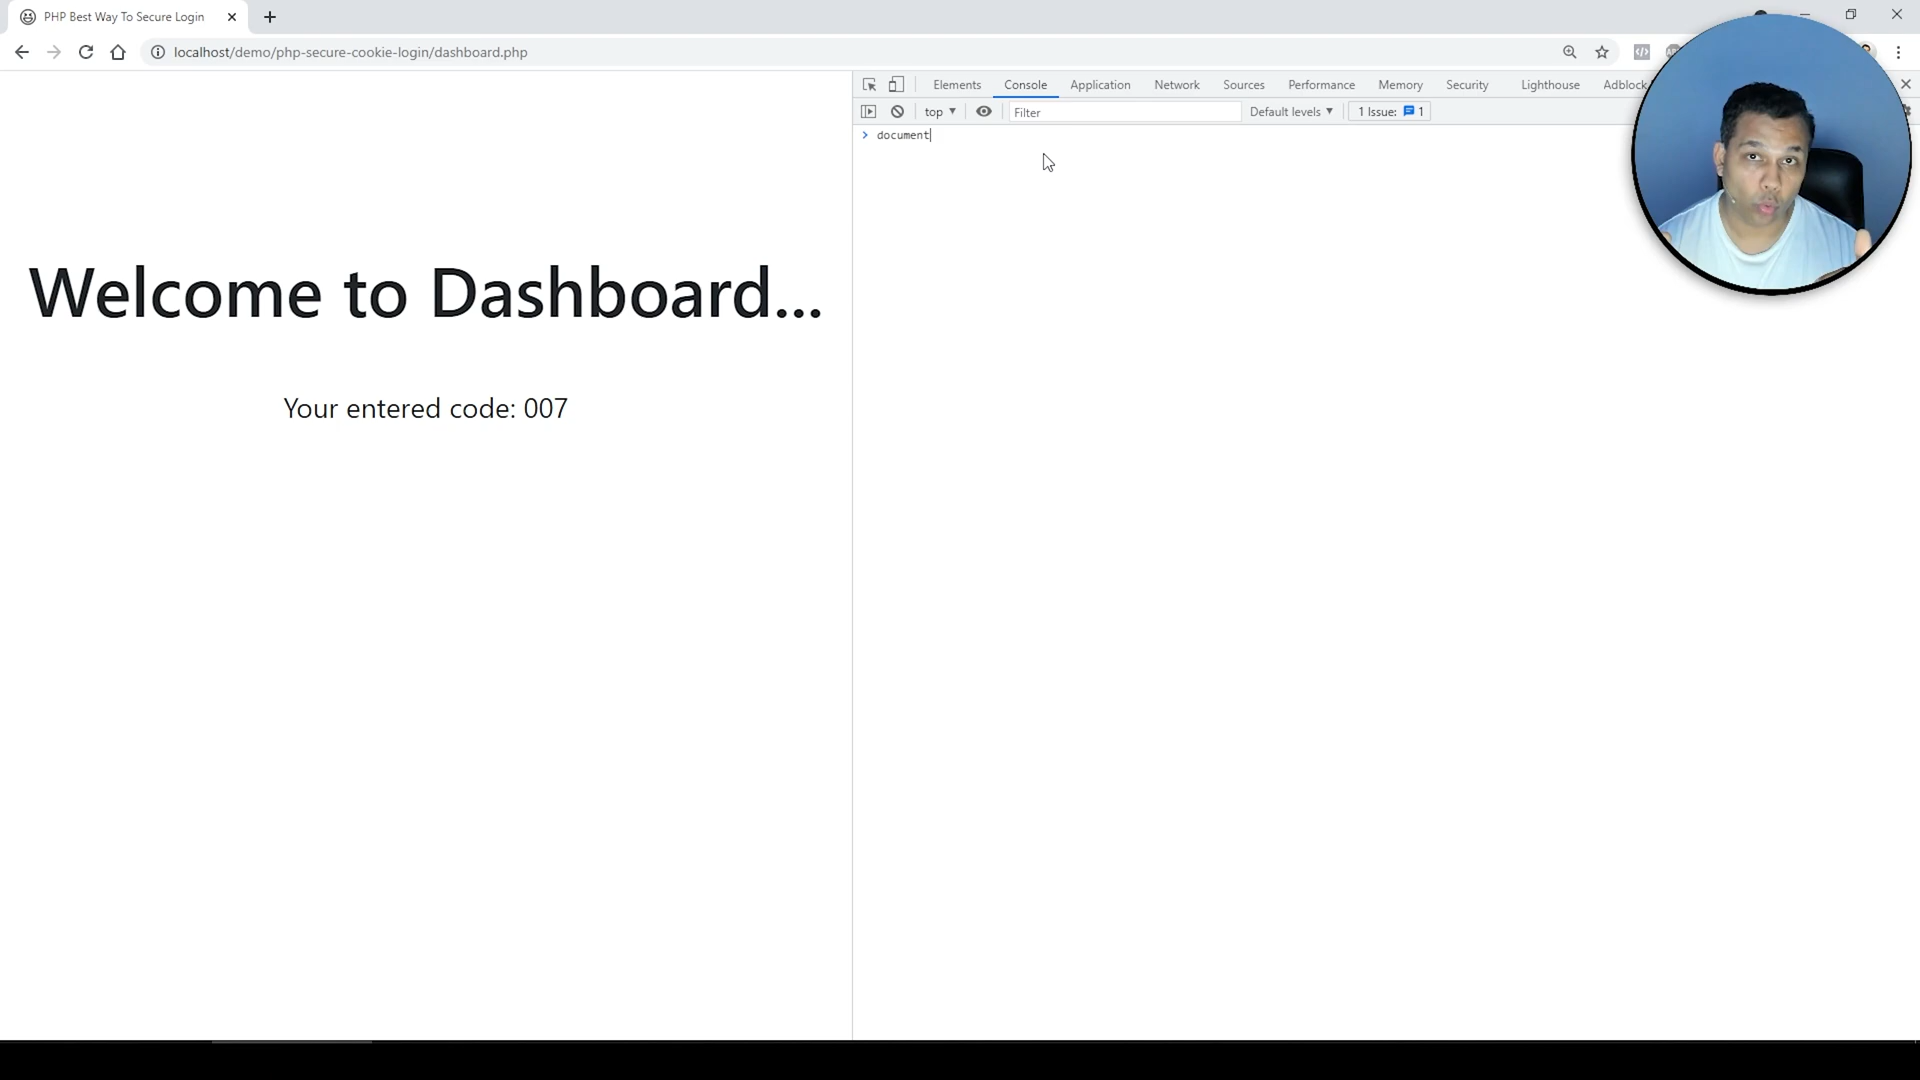 PHP Best Way To Secure Login
localhost/demo/php-secure-cookie-login/dashboard.php
Elements Console Application Network Sources Performance Memory Security Lighthouse Adblock
top Filter Default levels 1 Issue: 1
> document
Welcome to Dashboard...
Your entered code: 007